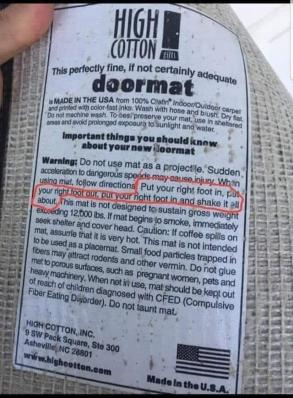 HIGH
COTTON
This perfectly fine, if not certainly adequate
doormat
is MADE IN THE USA from 100% Olefin Indoor/Outdoor carpet
and printed with color-fast inks. Wash with hose and brush. Dry flat.
Do not machine wash. To best preserve your mat, use in sheltered
areas and avoid prolonged exposure to sunlight and water.
Important things you should know
about your new doormat
Warning: Do not use mat as a projectile. Sudden
acceleration to dangerous speeds may cause injury. When
using mat, follow directions: Put your right foot in, put
your right foot out, put your right foot in and shake it all
about. This mat is not designed to sustain gross weight
exceeding 12,000 lbs. If mat begins to smoke, immediately
seek shelter and cover head. Caution: If coffee spills on
mat, assume that it is very hot. This mat is not intended
to be used as a placemat. Small food particles trapped in
fibers may attract rodents and other vermin. Do not glue
mat to porous surfaces, such as pregnant women, pets and
heavy machinery. When not in use, mat should be kept out
of reach of children diagnosed with CFED (Compulsive
Fiber Eating Disorder). Do not taunt mat.
HIGH COTTON, INC.
9 SW Pack Square, Ste 300
Asheville, NC 28801
www.highcotton.com
Made in the U.S.A.